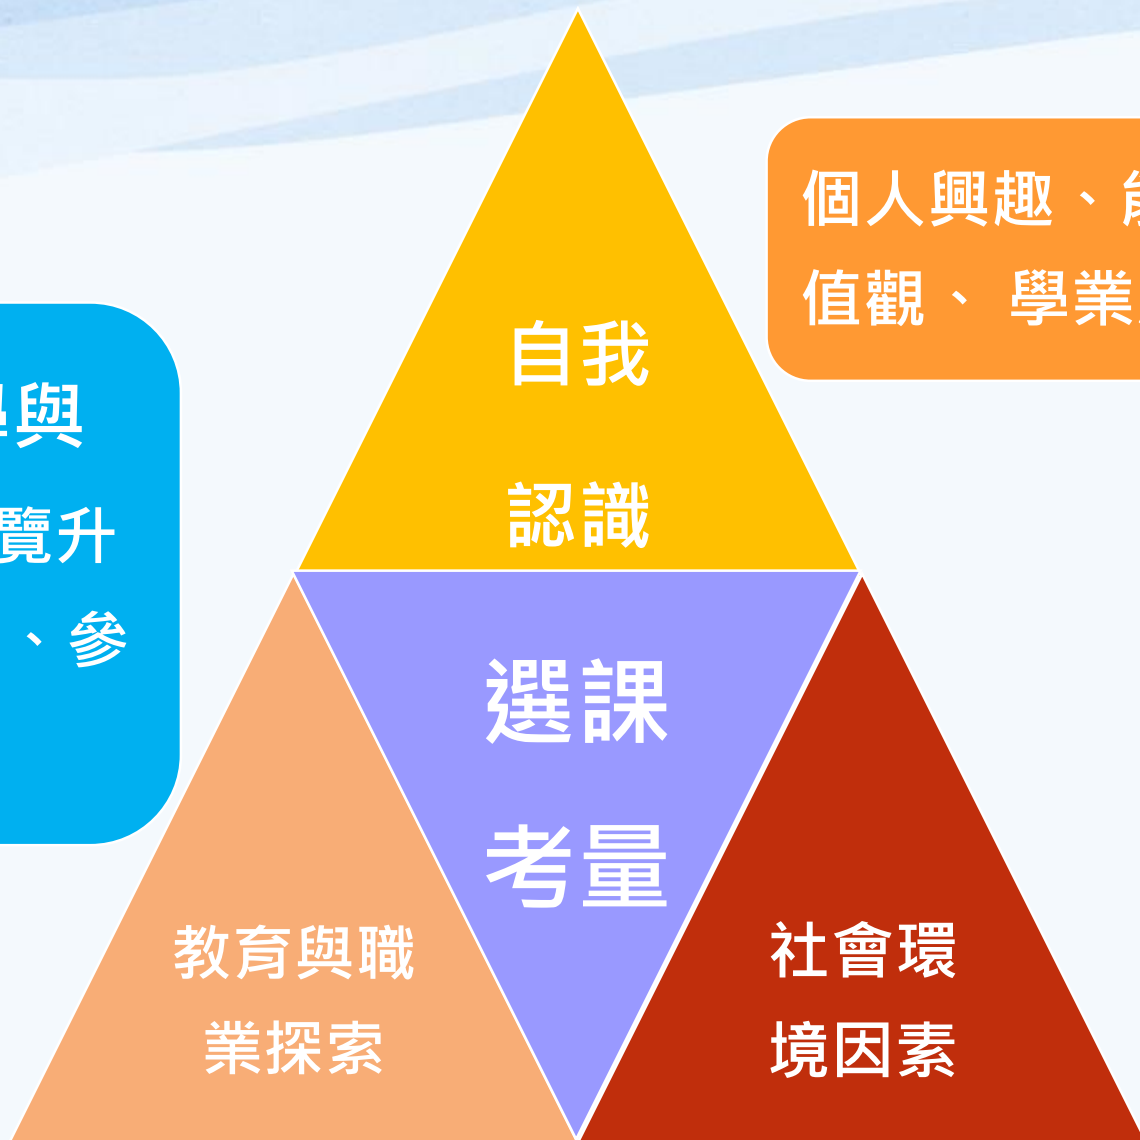 個人興趣、
值觀、 學業
自我
認識
與
覽升
、參
選課
考量
教育與職
業探索
社會環
境因素